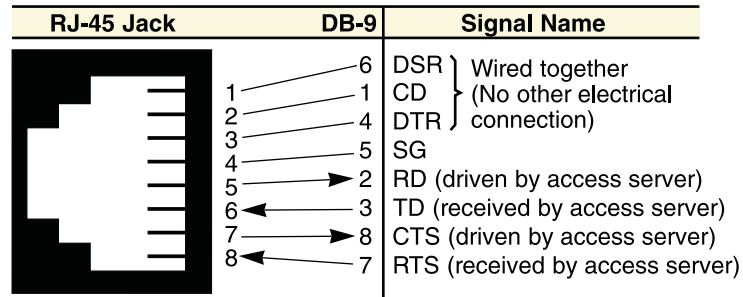 RJ-45 Jack DB-9 Signal Name
6 DSR Wired together
1 1 CD (No other electrical
2 4 DTR connection)
3 5 SG
4 2 RD (driven by access server)
5 3 TD (received by access server)
6 8 CTS (driven by access server)
7 7 RTS (received by access server)
8